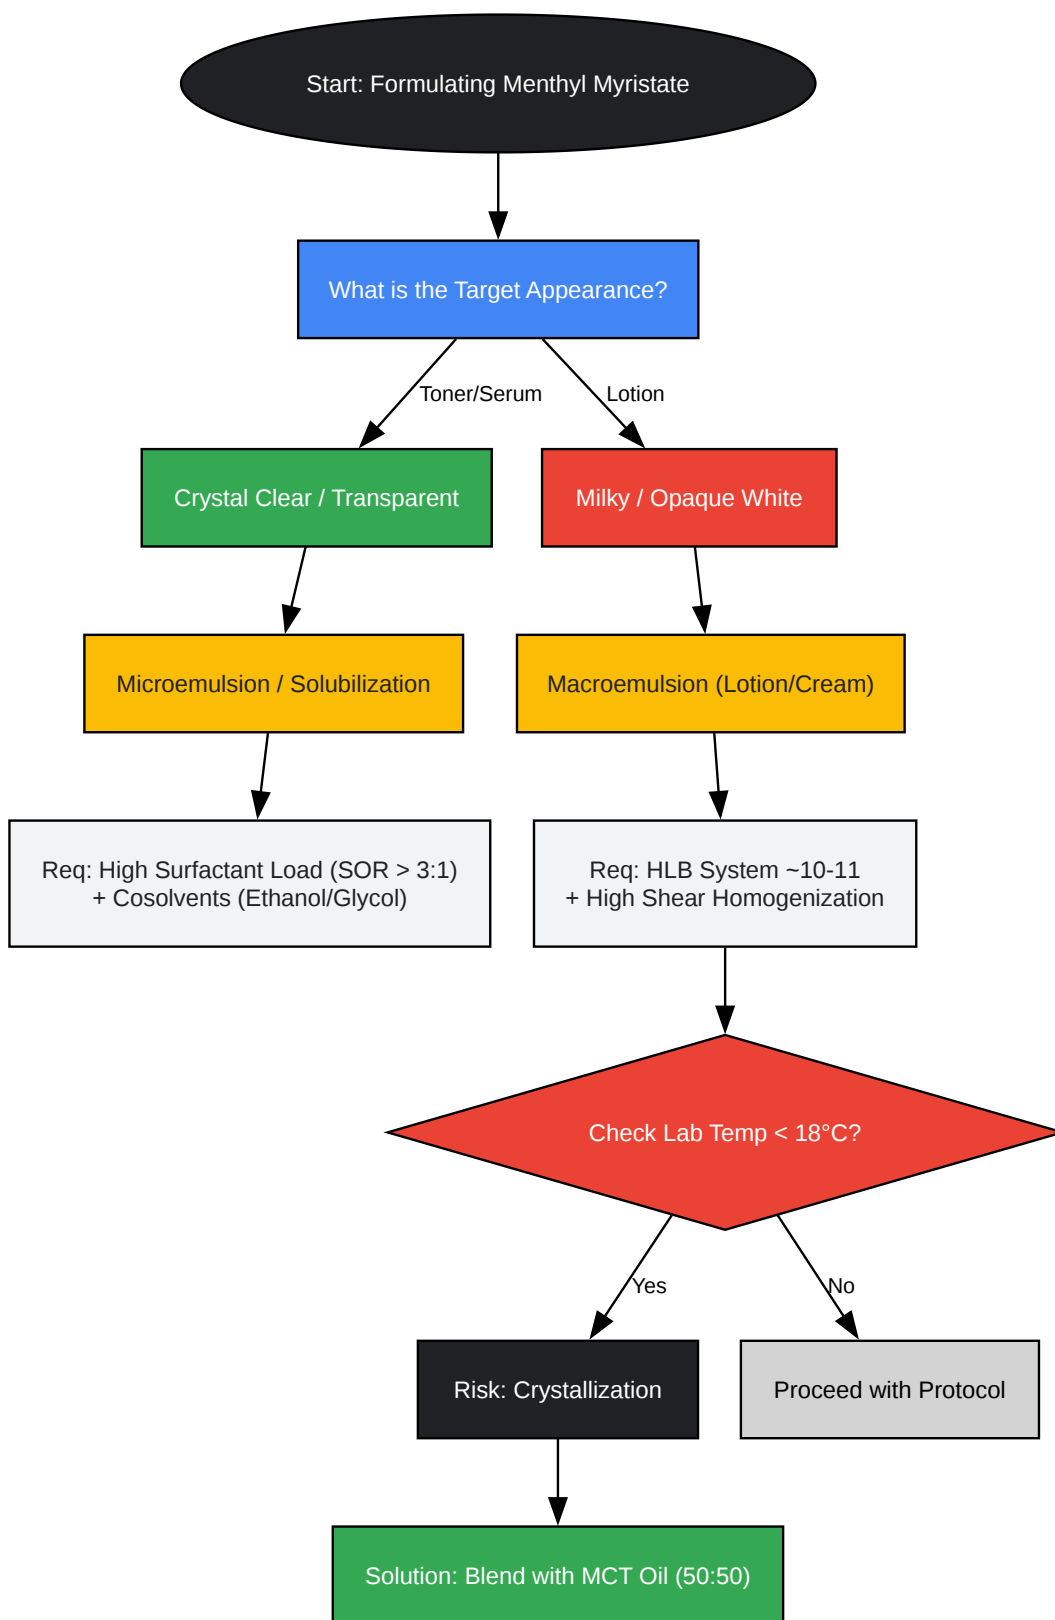 Start: Formulating Menthyl Myristate
What is the Target Appearance?
Toner/Serum
Lotion
Crystal Clear / Transparent
Milky / Opaque White
Microemulsion / Solubilization
Macroemulsion (Lotion/Cream)
Req: High Surfactant Load (SOR > 3:1)
+ Cosolvents (Ethanol/Glycol)
Req: HLB System ~10-11
+ High Shear Homogenization
Check Lab Temp < 18°C?
Yes
No
Risk: Crystallization
Proceed with Protocol
Solution: Blend with MCT Oil (50:50)